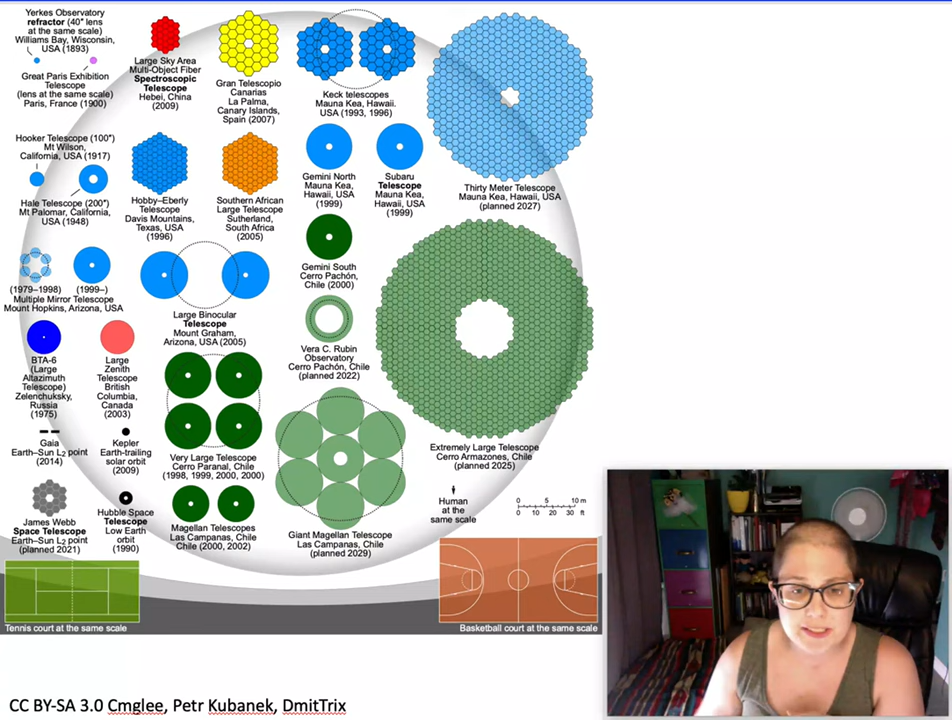 Yerkes Observatory
refractor (40″ lens
at the same scale)
Williams Bay, Wisconsin,
USA (1893)
Great Paris Exhibition
Telescope
(lens at the same scale)
Paris, France (1900)
Large Sky Area
Multi-Object Fiber
Spectroscopic
Telescope
Hebei, China
(2009)
Gran Telescopio
Canarias
La Palma,
Canary Islands,
Spain (2007)
Keck telescopes
Mauna Kea, Hawaii.
USA (1993, 1996)
Thirty Meter Telescope
Mauna Kea, Hawaii, USA
(planned 2027)
Hooker Telescope (100″)
Mt Wilson,
California, USA (1917)
Hale Telescope (200″)
Mt Palomar, California,
USA (1948)
Hobby–Eberly
Telescope
Davis Mountains,
Texas, USA
(1996)
Southern African
Large Telescope
Sutherland,
South Africa
(2005)
Gemini North
Mauna Kea,
Hawaii, USA
(1999)
Subaru
Telescope
Mauna Kea,
Hawaii, USA
(1999)
Gemini South
Cerro Pachón,
Chile (2000)
(1979–1998) (1999–)
Multiple Mirror Telescope
Mount Hopkins, Arizona, USA
Large Binocular
Telescope
Mount Graham,
Arizona, USA (2005)
Vera C. Rubin
Observatory
Cerro Pachón, Chile
(planned 2022)
BTA-6
(Large
Altazimuth
Telescope)
Zelenchuksky,
Russia
(1975)
Large
Zenith
Telescope
British
Columbia,
Canada
(2003)
Very Large Telescope
Cerro Paranal, Chile
(1998, 1999, 2000, 2000)
Extremely Large Telescope
Cerro Armazones, Chile
(planned 2025)
Gaia
Earth–Sun L₂ point
(2014)
Kepler
Earth-trailing
solar orbit
(2009)
James Webb
Space Telescope
Earth–Sun L₂ point
(planned 2021)
Hubble Space
Telescope
Low Earth
orbit
(1990)
Magellan Telescopes
Las Campanas, Chile
Chile (2000, 2002)
Giant Magellan Telescope
Las Campanas, Chile
(planned 2029)
Human
at the
same scale
0 5 10 m
0 10 20 30 ft
Tennis court at the same scale
Basketball court at the same scale
CC BY-SA 3.0 Cmglee, Petr Kubanek, DmitTrix